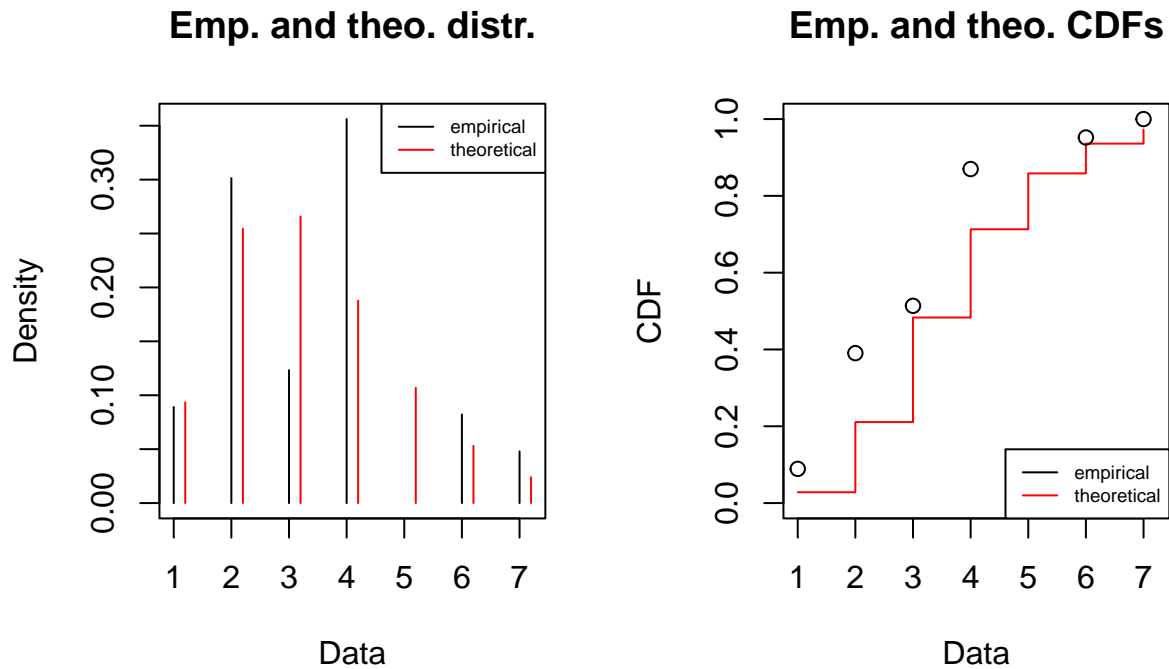 Emp. and theo. distr.
Density
0.00 0.10 0.20 0.30
empirical
theoretical
1 2 3 4 5 6 7
Data
Emp. and theo. CDFs
CDF
0.0 0.2 0.4 0.6 0.8 1.0
empirical
theoretical
1 2 3 4 5 6 7
Data